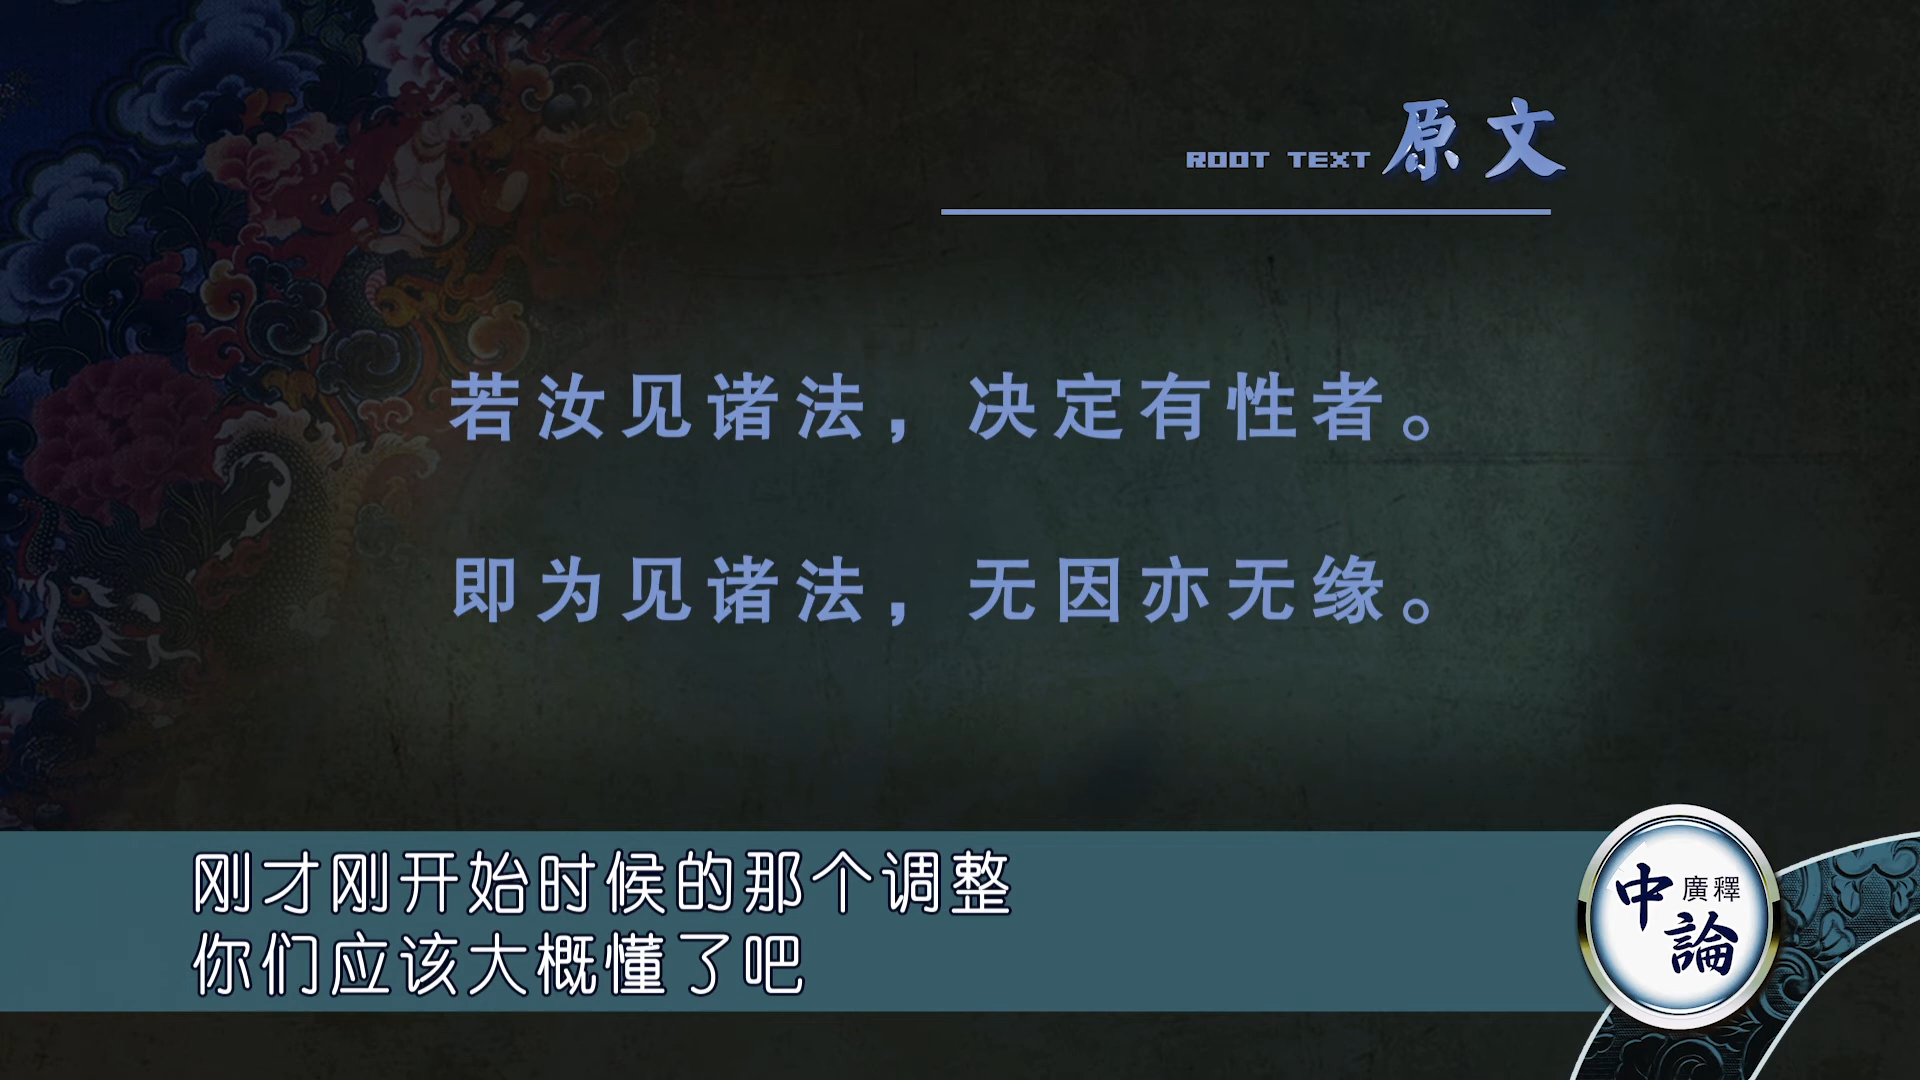 ROOT TEXT 原文
若汝见诸法，决定有性者。
即为见诸法，无因亦无缘。
刚才刚开始时候的那个调整
你们应该大概懂了吧
中論
廣釋